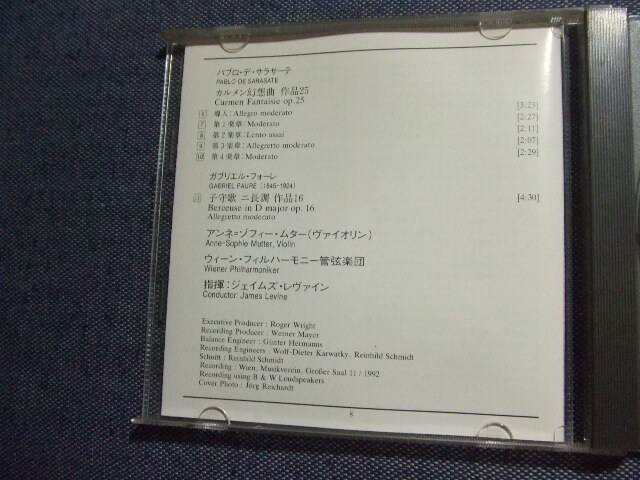 パブロ・デ・サラサーテ
PABLO DE SARASATE
カルメン幻想曲 作品25
Carmen Fantaisie op.25
6 導入:Allegro moderato [3:23]
7 第1楽章:Moderato [2:27]
8 第2楽章:Lento assai [2:11]
9 第3楽章:Allegretto moderato [2:07]
10 第4楽章:Moderato [2:29]
ガブリエル・フォーレ
GABRIEL FAURÉ (1845-1924)
11 子守歌 ニ長調 作品16 [4:30]
Berceuse in D major op. 16
Allegretto moderato
アンネ=ゾフィー・ムター(ヴァイオリン)
Anne-Sophie Mutter, Violin
ウィーン・フィルハーモニー管弦楽団
Wiener Philharmoniker
指揮:ジェイムズ・レヴァイン
Conductor: James Levine
Executive Producer : Roger Wright
Recording Producer : Werner Mayer
Balance Engineer : Günter Hermanns
Recording Engineers : Wolf-Dieter Karwatky, Reinhild Schmidt
Schnitt : Reinhild Schmidt
Recording : Wien, Musikverein, Großer Saal 11 / 1992
Recording using B & W Loudspeakers
Cover Photo : Jörg Reichardt
8